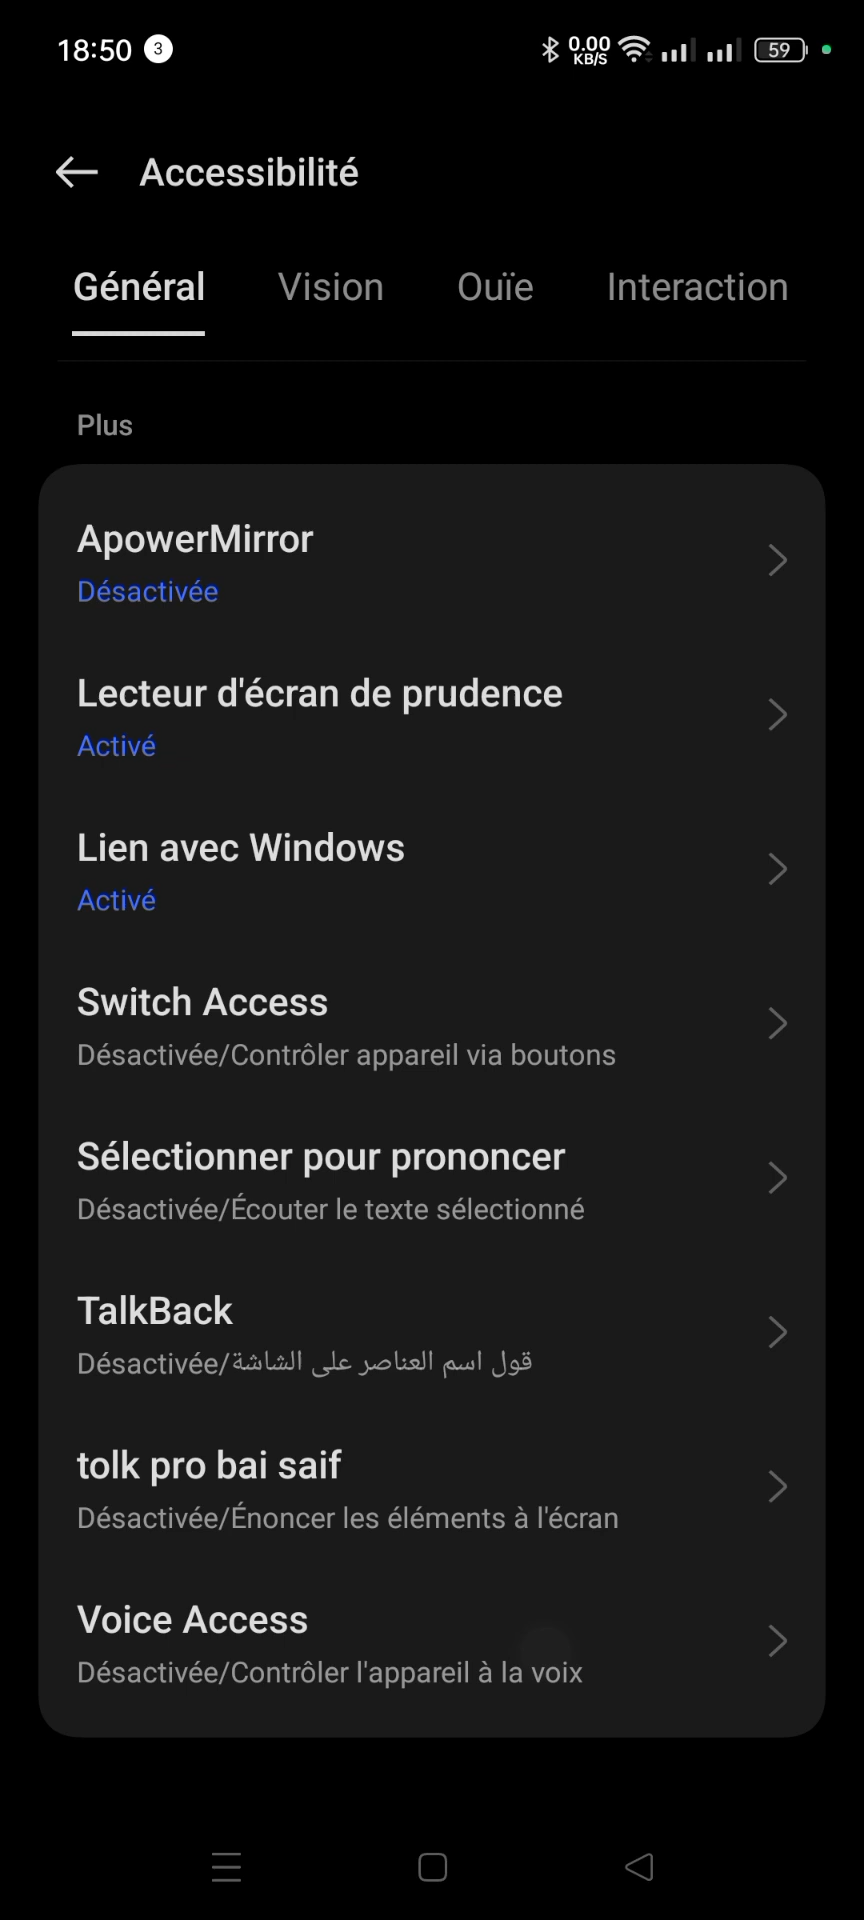 18:50 3 0.00 KB/S 59
Accessibilité
Général Vision Ouïe Interaction
Plus
ApowerMirror
Désactivée
Lecteur d'écran de prudence
Activé
Lien avec Windows
Activé
Switch Access
Désactivée/Contrôler appareil via boutons
Sélectionner pour prononcer
Désactivée/Écouter le texte sélectionné
TalkBack
Désactivée/قول اسم العناصر على الشاشة
tolk pro bai saif
Désactivée/Énoncer les éléments à l'écran
Voice Access
Désactivée/Contrôler l'appareil à la voix